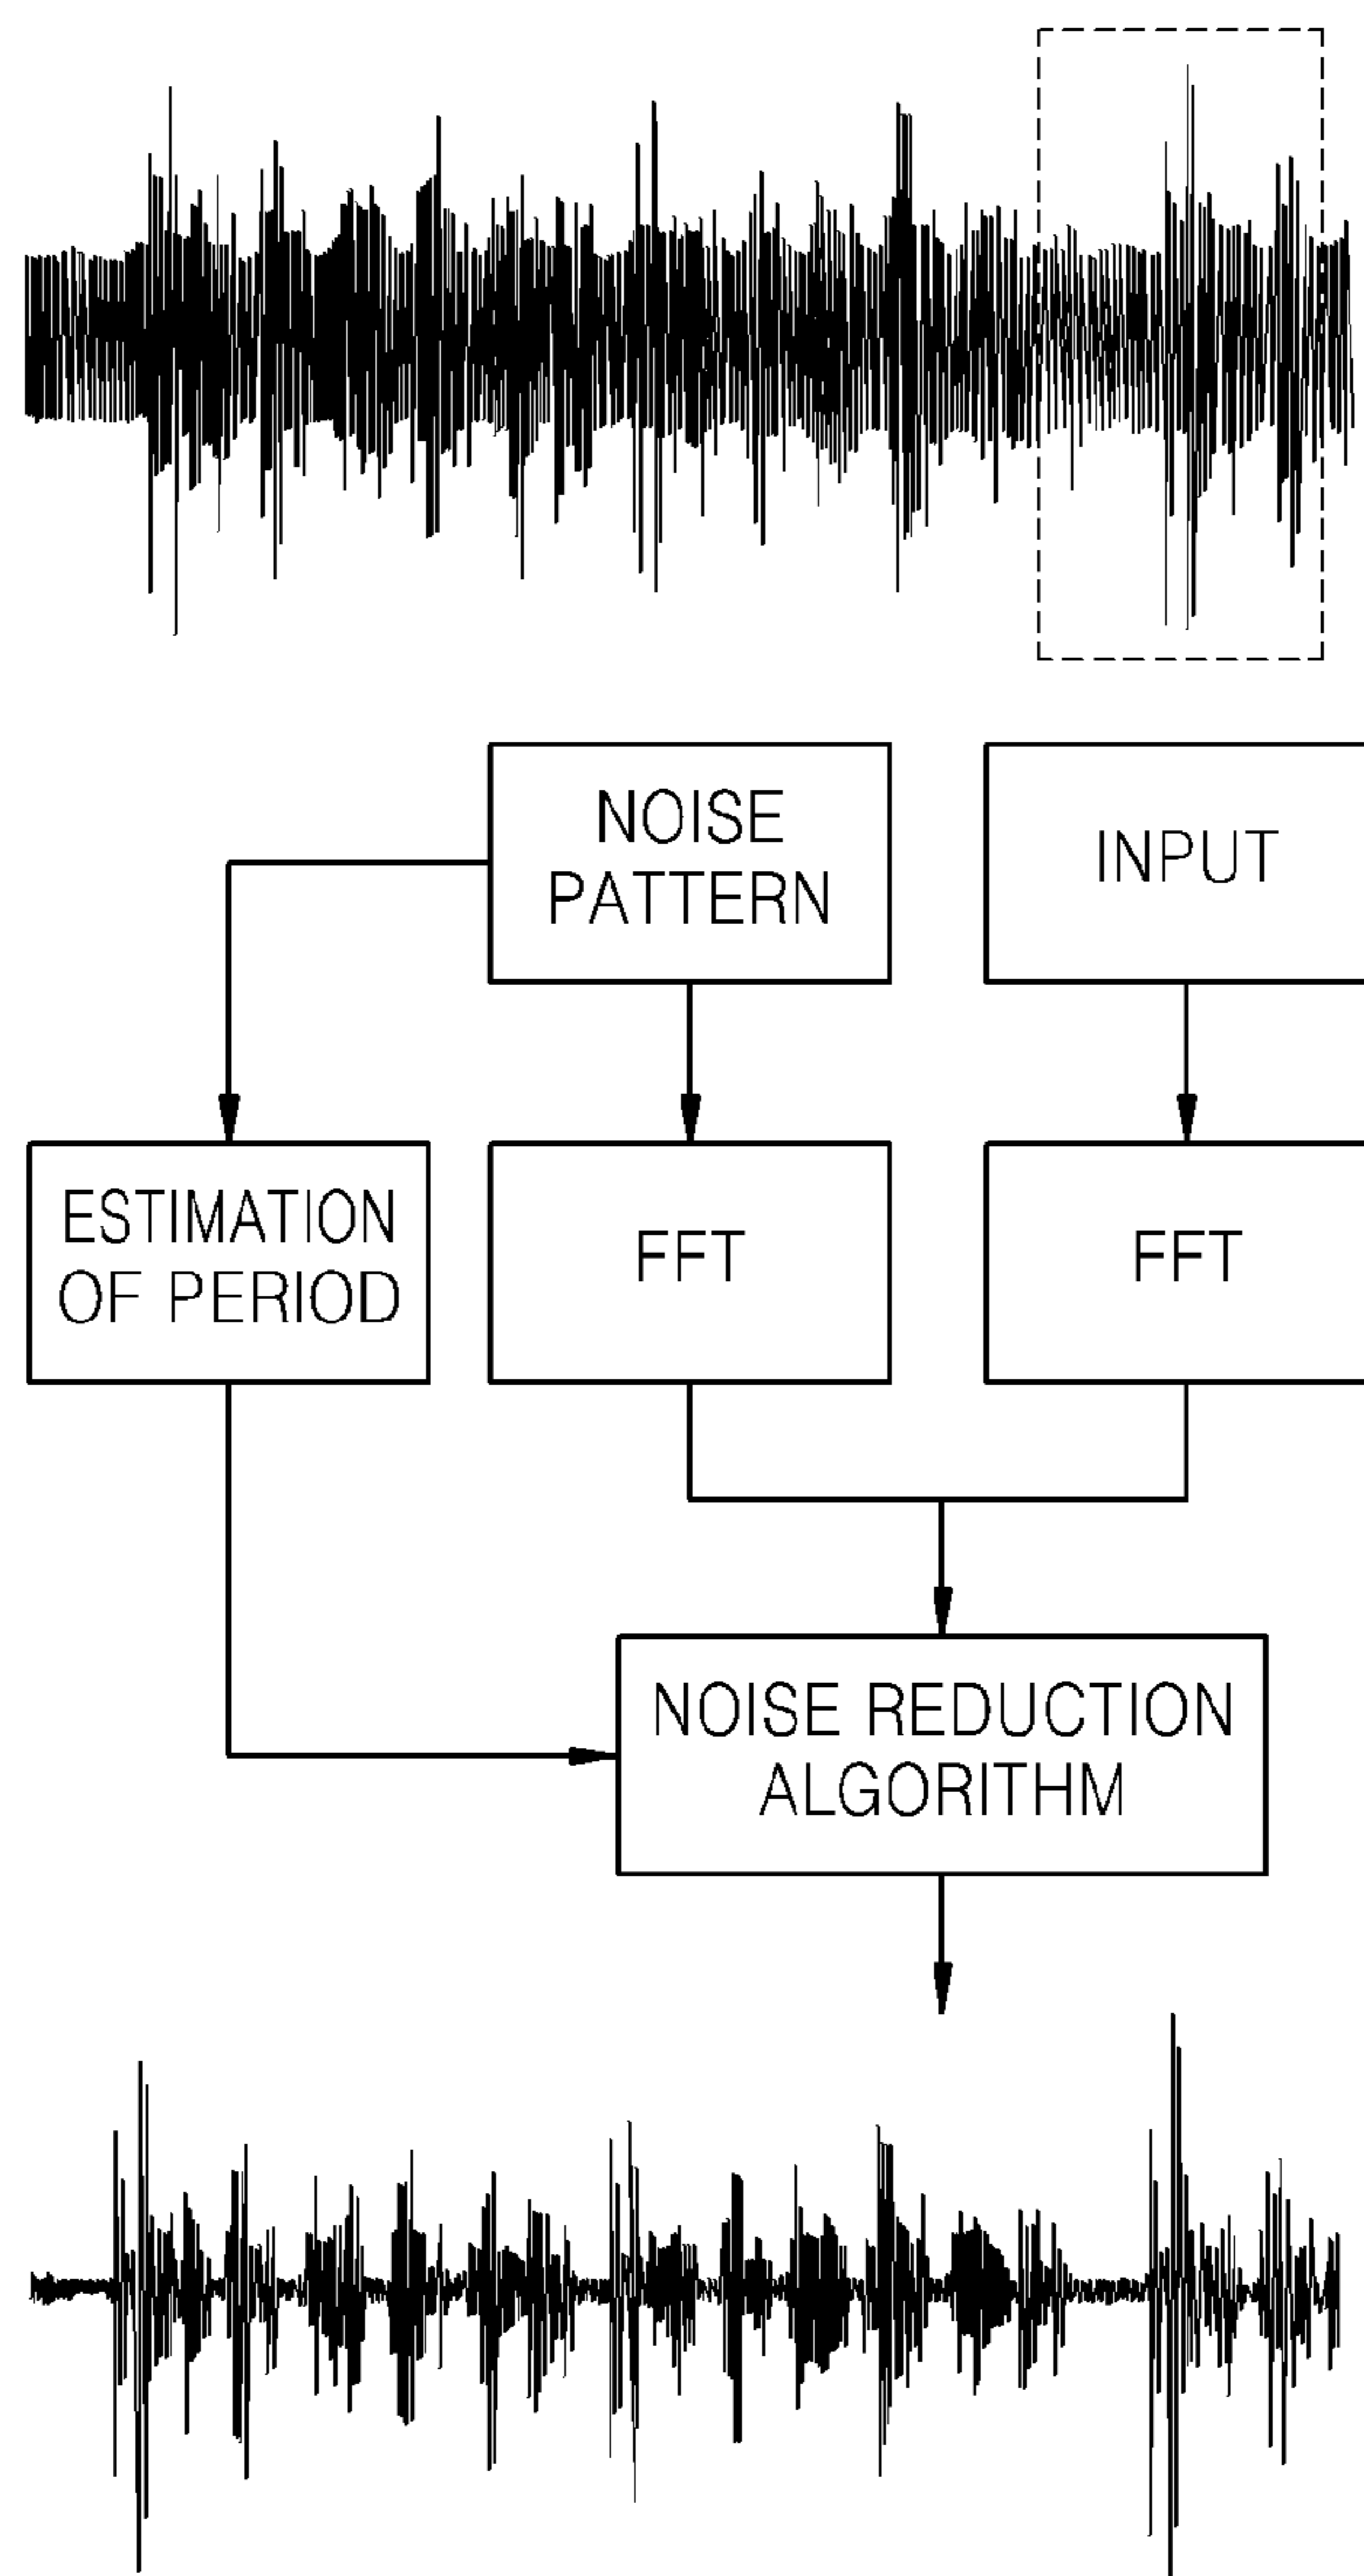 NOISE
PATTERN
INPUT
ESTIMATION
OF PERIOD
FFT
FFT
NOISE REDUCTION
ALGORITHM